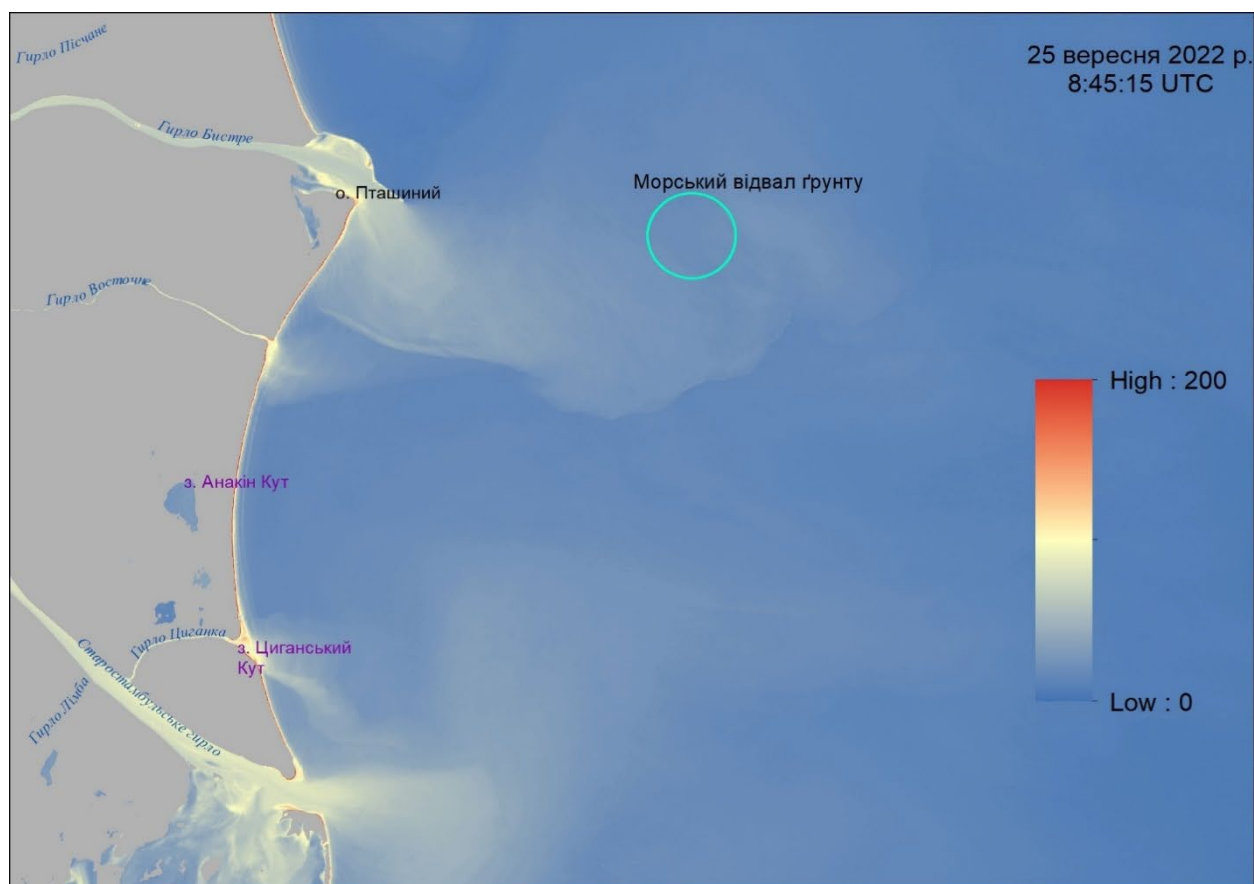 Гирло Пісчане
25 вересня 2022 р.
8:45:15 UTC
Гирло Бистре
о. Пташиний
Морський відвал ґрунту
Гирло Восточне
High : 200
з. Анакін Кут
Гирло Циганка
з. Циганський
Кут
Старостамбульське гирло
Гирло Лімба
Low : 0